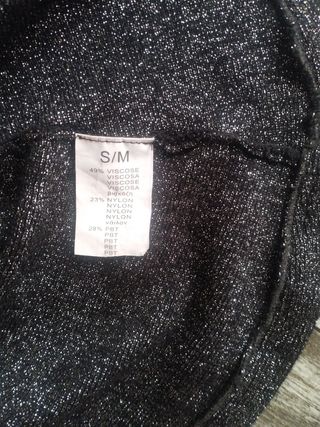 S/M
49% VISCOSE
VISCOSA
VISCOSE
VISCOSA
23% NYLON
NYLON
NYLON
NYLON
28% PBT
PBT
PBT
PBT
PBT